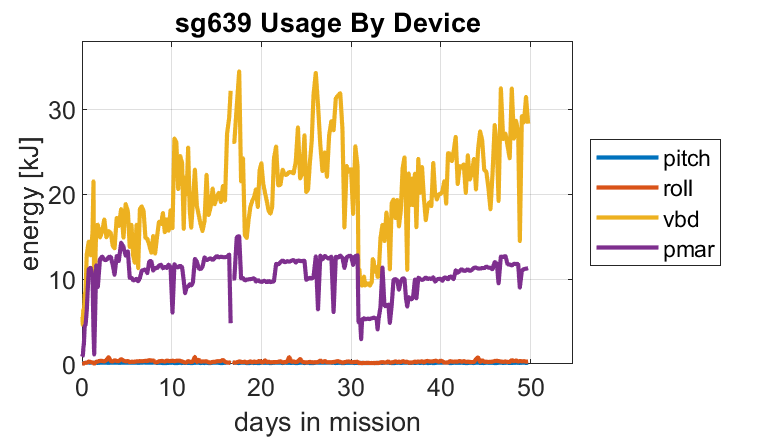 sg639 Usage By Device
energy [kJ]
30
20
10
0
0 10 20 30 40 50
days in mission
pitch
roll
vbd
pmar